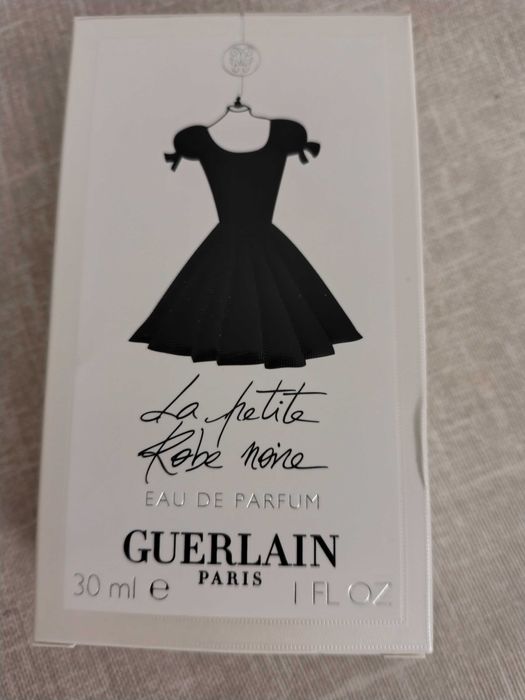 La petite
Robe noire
EAU DE PARFUM
GUERLAIN
PARIS
30 ml ℮ 1 FL OZ.